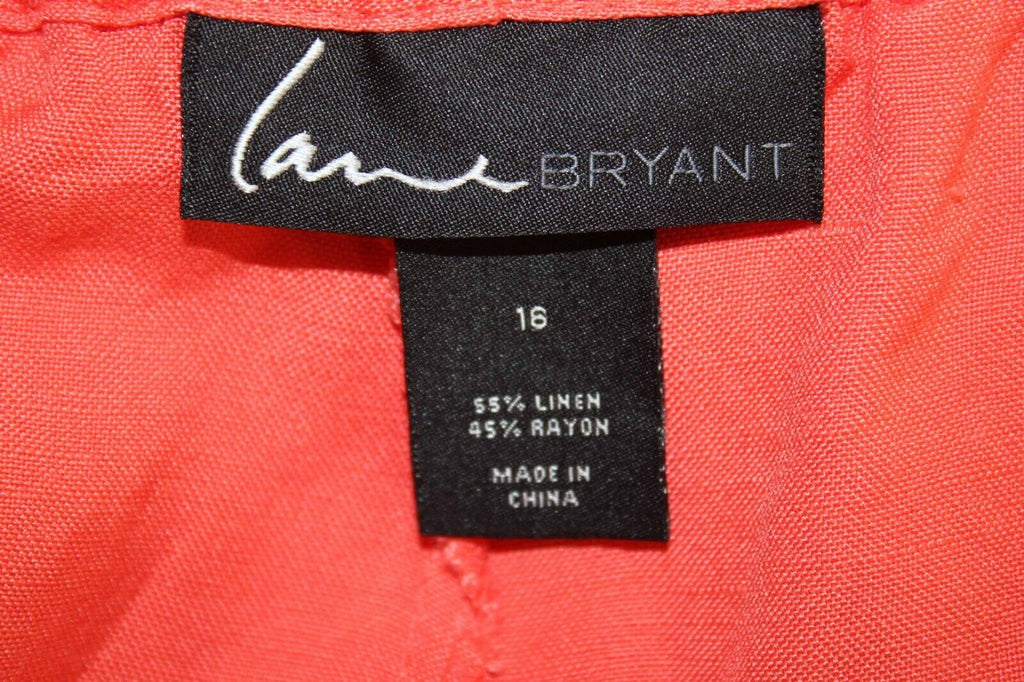 Lane BRYANT
16
55% LINEN
45% RAYON
MADE IN
CHINA